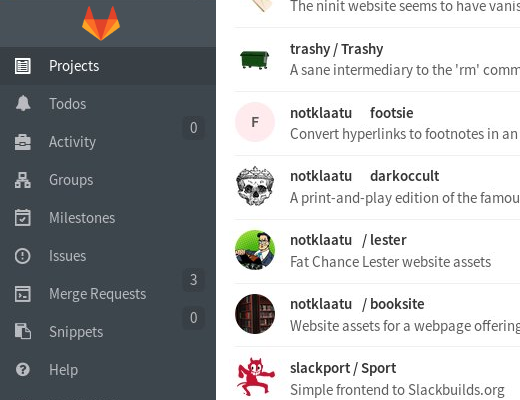 Projects
Todos
0
Activity
Groups
Milestones
Issues
3
Merge Requests
0
Snippets
Help
The ninit website seems to have vanis
trashy / Trashy
A sane intermediary to the 'rm' comm
F
notklaatu footsie
Convert hyperlinks to footnotes in an
notklaatu darkoccult
A print-and-play edition of the famou
notklaatu / lester
Fat Chance Lester website assets
notklaatu / booksite
Website assets for a webpage offering
slackport / Sport
Simple frontend to Slackbuilds.org